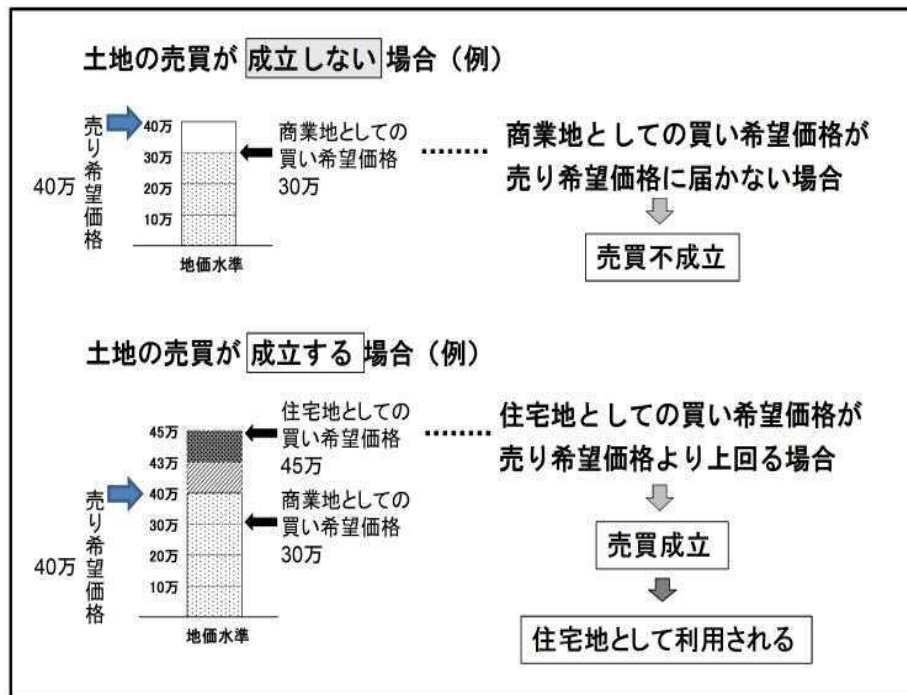 土地の売買が 成立しない 場合（例）
売り希望価格
40万
40万
30万
20万
10万
地価水準
商業地としての
買い希望価格
30万
………
商業地としての買い希望価格が
売り希望価格に届かない場合
売買不成立
土地の売買が 成立する 場合（例）
売り希望価格
40万
45万
43万
40万
30万
20万
10万
地価水準
住宅地としての
買い希望価格
45万
商業地としての
買い希望価格
30万
………
住宅地としての買い希望価格が
売り希望価格より上回る場合
売買成立
住宅地として利用される